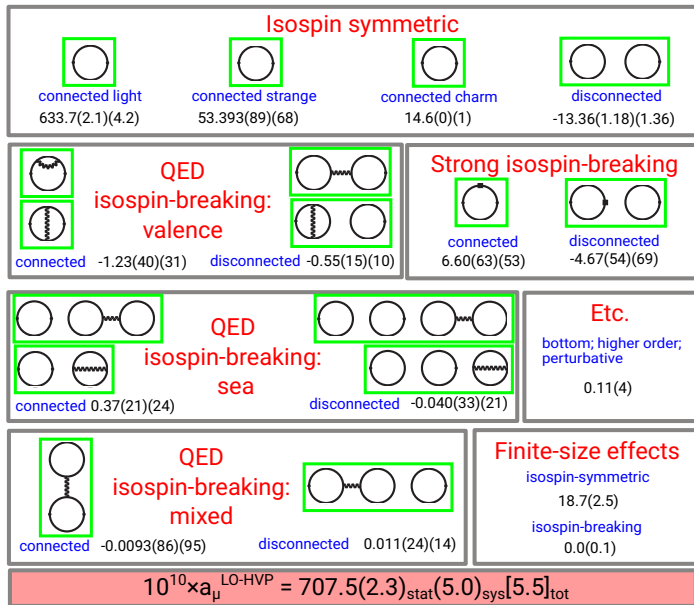 Isospin symmetric
connected light
633.7(2.1)(4.2)
connected strange
53.393(89)(68)
connected charm
14.6(0)(1)
disconnected
-13.36(1.18)(1.36)
QED
isospin-breaking:
valence
connected -1.23(40)(31)
disconnected -0.55(15)(10)
Strong isospin-breaking
connected
6.60(63)(53)
disconnected
-4.67(54)(69)
QED
isospin-breaking:
sea
connected 0.37(21)(24)
disconnected -0.040(33)(21)
Etc.
bottom; higher order;
perturbative
0.11(4)
QED
isospin-breaking:
mixed
connected -0.0093(86)(95)
disconnected 0.011(24)(14)
Finite-size effects
isospin-symmetric
18.7(2.5)
isospin-breaking
0.0(0.1)
10¹⁰×aμ^LO-HVP = 707.5(2.3)stat(5.0)sys[5.5]tot